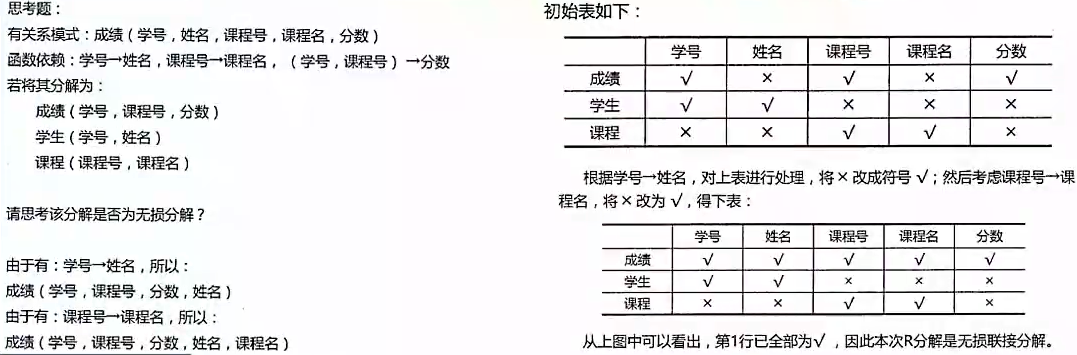 思考题：
有关系模式：成绩（学号，姓名，课程号，课程名，分数）
函数依赖：学号→姓名，课程号→课程名，（学号，课程号）→分数
若将其分解为：
成绩（学号，课程号，分数）
学生（学号，姓名）
课程（课程号，课程名）
请思考该分解是否为无损分解？
由于有：学号→姓名，所以：
成绩（学号，课程号，分数，姓名）
由于有：课程号→课程名，所以：
成绩（学号，课程号，分数，姓名，课程名）
初始表如下：
学号 姓名 课程号 课程名 分数
成绩 √ × √ × √
学生 √ √ × × ×
课程 × × √ √ ×
根据学号→姓名，对上表进行处理，将×改成符号√；然后考虑课程号→课
程名，将×改为√，得下表：
学号 姓名 课程号 课程名 分数
成绩 √ √ √ √ √
学生 √ √ × × ×
课程 × × √ √ ×
从上图中可以看出，第1行已全部为√，因此本次R分解是无损联接分解。